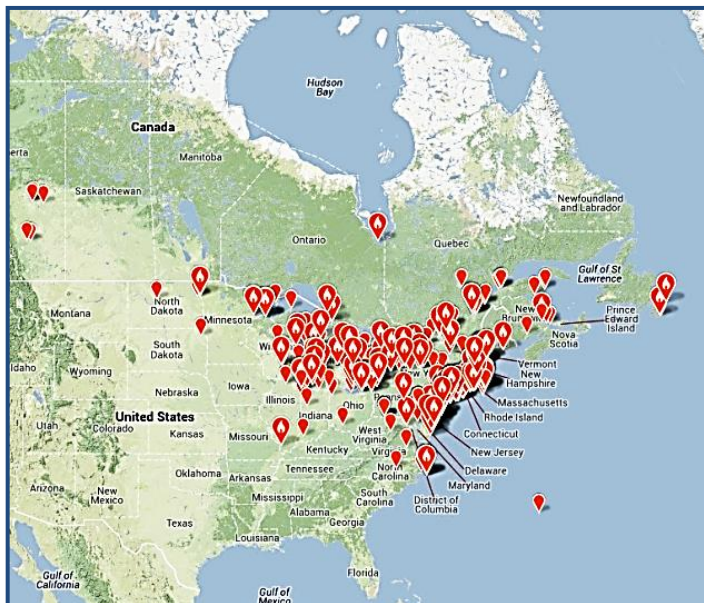 Hudson
Bay
Canada
Manitoba
erta
Saskatchewan
Newfoundland
and Labrador
Ontario
Quebec
Gulf of St
Lawrence
North
Dakota
Montana
Minnesota
Prince
Edward
Island
Nova
Scotia
South
Dakota
Idaho
Wyoming
Vermont
New
Hampshire
Massachusetts
Rhode Island
Connecticut
New Jersey
Delaware
Maryland
District of
Columbia
Nebraska
Iowa
Illinois
Indiana
Ohio
United States
Utah
Colorado
Kansas
Missouri
West
Virginia
Kentucky
Oklahoma
Tennessee
Arkansas
North
Carolina
South
Carolina
Arizona
New
Mexico
Mississippi
Alabama
Georgia
Texas
Louisiana
Florida
Gulf of
California
Gulf of
Mexico